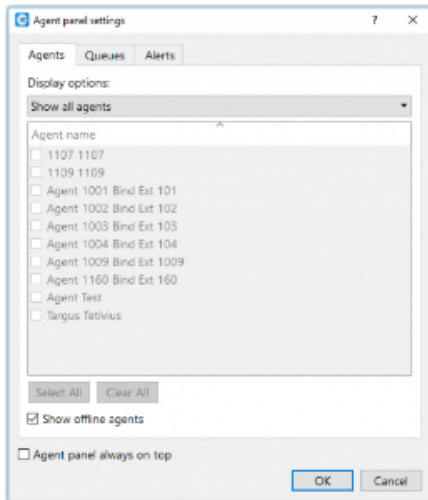 Agent panel settings
Agents Queues Alerts
Display options:
Show all agents
Agent name
1107 1107
1109 1109
Agent 1001 Bind Ext 101
Agent 1002 Bind Ext 102
Agent 1003 Bind Ext 103
Agent 1004 Bind Ext 104
Agent 1009 Bind Ext 1009
Agent 1160 Bind Ext 160
Agent Test
Targus Tetivius
Select All Clear All
Show offline agents
Agent panel always on top
OK Cancel